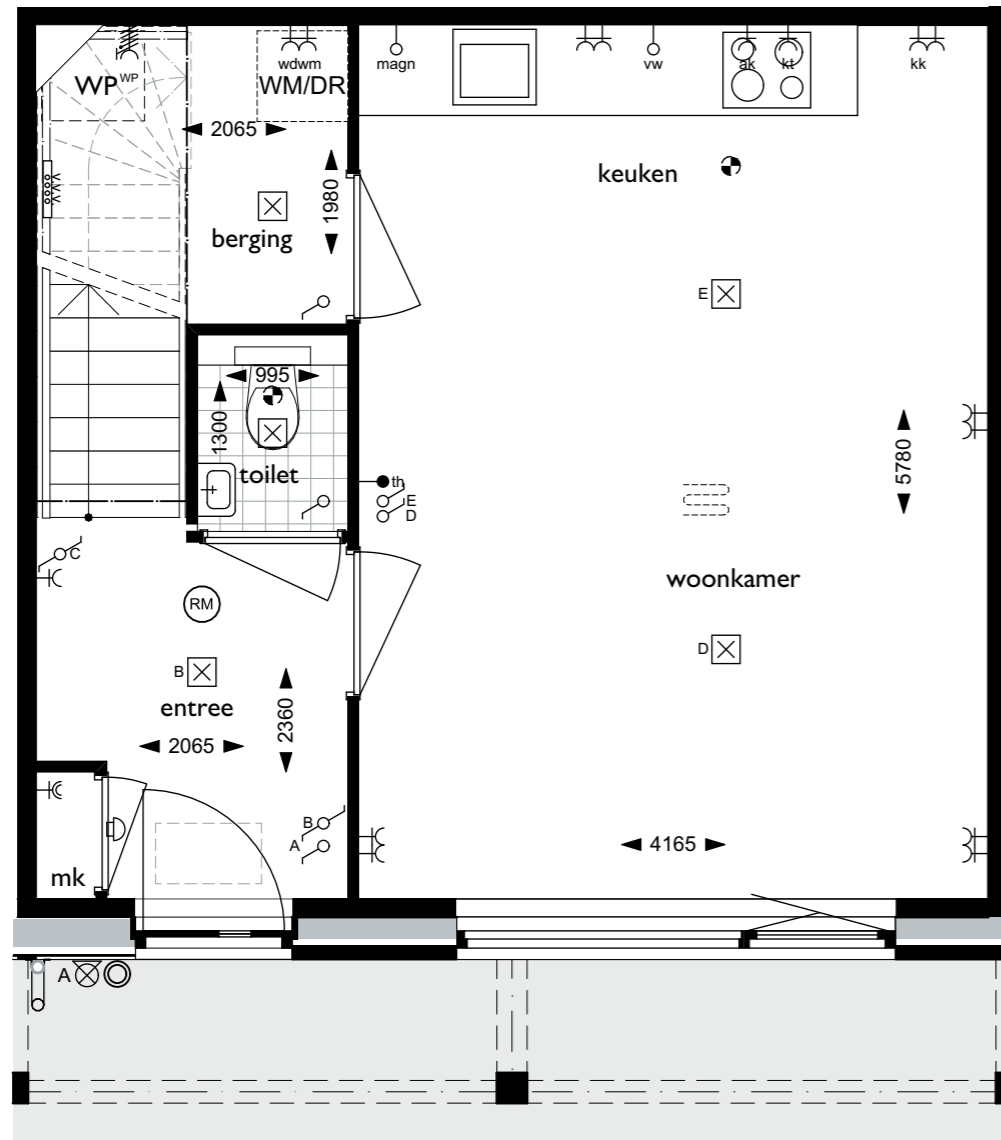 wdwm
magn
vw
ak
kt
kk
WP
WP
WM/DR
2065
keuken
1980
berging
E
995
1300
toilet
th
E
D
5780
C
woonkamer
RM
B
D
entree
2360
2065
B
A
4165
mk
A